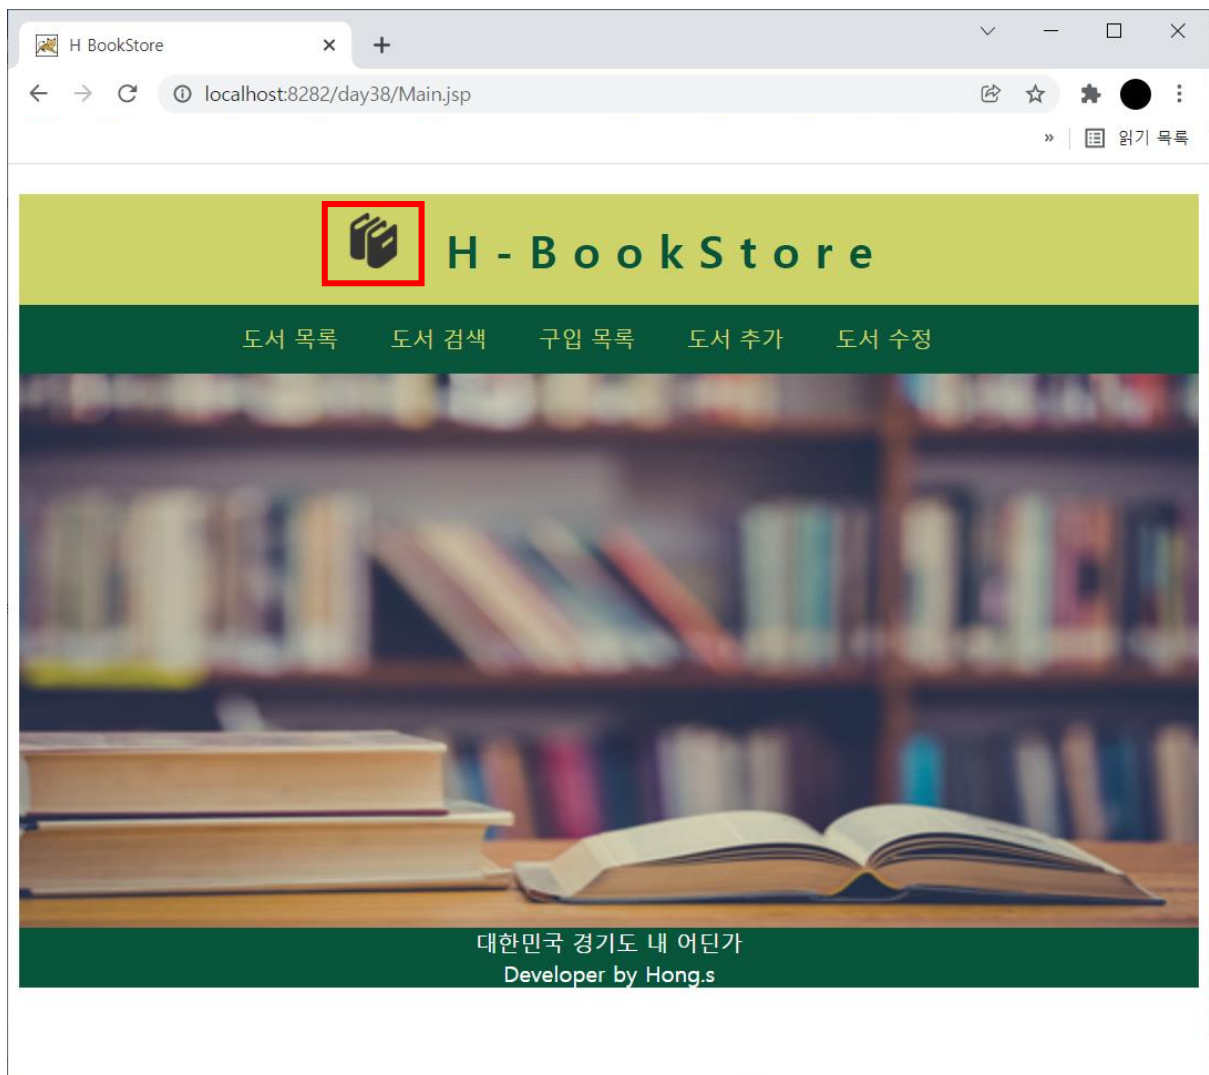 H BookStore
localhost:8282/day38/Main.jsp
» 읽기 목록
H-BookStore
도서 목록 도서 검색 구입 목록 도서 추가 도서 수정
대한민국 경기도 내 어딘가
Developer by Hong.s